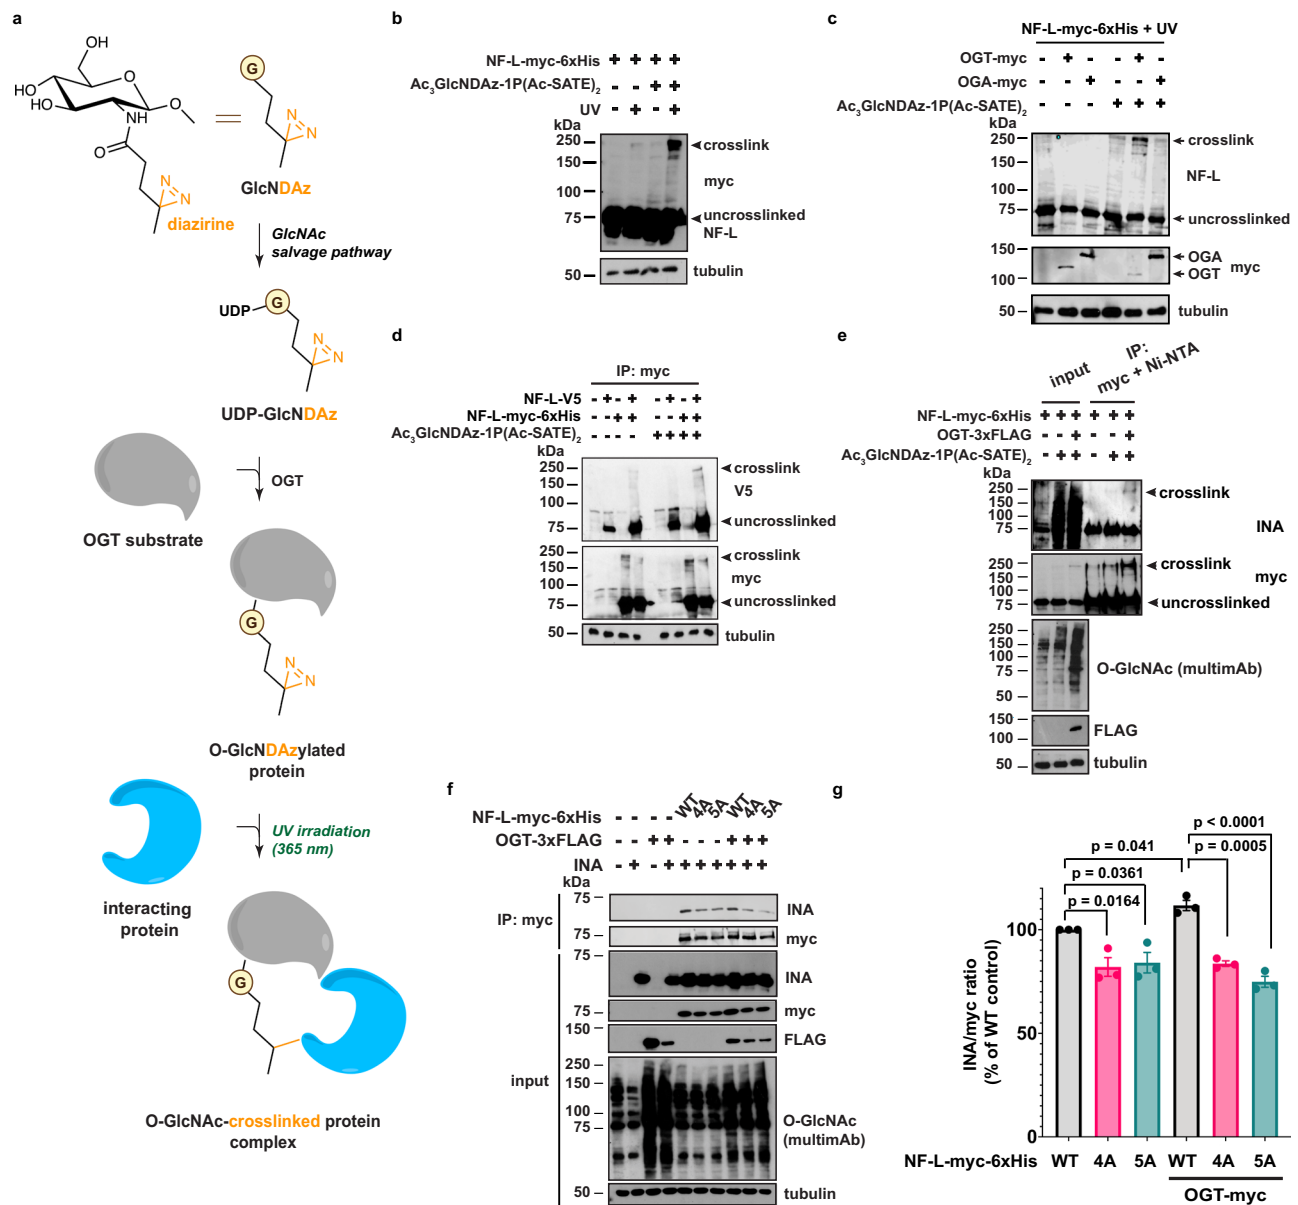 a
OH
HO
O
HO
O
NH
O
N
N
diazirine
G
N
N
GlcNDAz
GlcNAc
salvage pathway
UDP
G
N
N
UDP-GlcNDAz
OGT
OGT substrate
G
N
N
O-GlcNDAzylated
protein
UV irradiation
(365 nm)
interacting
protein
G
O-GlcNAc-crosslinked protein
complex
b
NF-L-myc-6xHis + + + +
Ac3GlcNDAz-1P(Ac-SATE)2 - - + +
UV - + - +
kDa
250
150
100
75
50
crosslink
myc
uncrosslinked
NF-L
tubulin
c
NF-L-myc-6xHis + UV
OGT-myc - + - - + -
OGA-myc - - + - - +
Ac3GlcNDAz-1P(Ac-SATE)2 - - - + + +
kDa
250
150
100
75
150
100
50
crosslink
NF-L
uncrosslinked
OGA
OGT
myc
tubulin
d
IP: myc
NF-L-V5 - + - + - + - +
NF-L-myc-6xHis - - + + - - + +
Ac3GlcNDAz-1P(Ac-SATE)2 - - - - + + + +
kDa
250
150
100
75
250
150
100
75
50
crosslink
V5
uncrosslinked
crosslink
myc
uncrosslinked
tubulin
e
input
IP:
myc + Ni-NTA
NF-L-myc-6xHis + + + + + +
OGT-3xFLAG - - + - - +
Ac3GlcNDAz-1P(Ac-SATE)2 - + + - + +
kDa
250
150
100
75
250
150
100
75
250
150
100
75
50
150
100
50
crosslink
INA
crosslink
myc
uncrosslinked
O-GlcNAc (multimAb)
FLAG
tubulin
f
NF-L-myc-6xHis - - - - WT 4A 5A WT 4A 5A
OGT-3xFLAG - - + + - - - + + +
INA - + - + + + + + + +
kDa
IP: myc
input
75
75
75
150
250
150
100
75
50
INA
myc
INA
myc
FLAG
O-GlcNAc
(multimAb)
tubulin
g
p < 0.0001
p = 0.041
p = 0.0005
p = 0.0361
p = 0.0164
INA/myc ratio
(% of WT control)
100
50
0
NF-L-myc-6xHis WT 4A 5A WT 4A 5A
OGT-myc